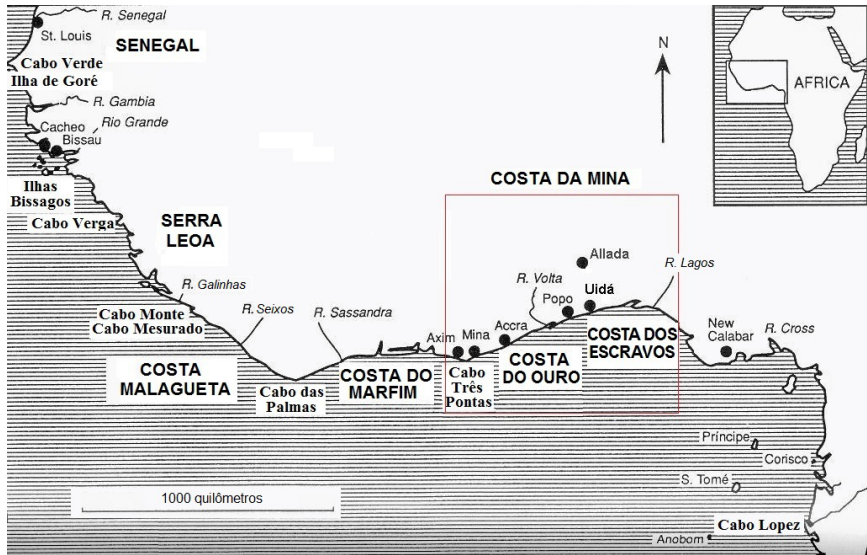 R. Senegal
St. Louis
SENEGAL
Cabo Verde
Ilha de Goré
R. Gambia
Rio Grande
Cacheo
Bissau
Ilhas
Bissagos
Cabo Verga
SERRA
LEOA
R. Galinhas
Cabo Monte
Cabo Mesurado
R. Seixos
COSTA
MALAGUETA
Cabo das
Palmas
R. Sassandra
COSTA DO
MARFIM
N
COSTA DA MINA
Axim
Mina
Accra
Cabo
Três
Pontas
R. Volta
Popo
Allada
Uidá
COSTA
DO OURO
COSTA DOS
ESCRAVOS
R. Lagos
New
Calabar
R. Cross
Príncipe
Corisco
S. Tomé
Cabo Lopez
Anobom
1000 quilômetros
AFRICA